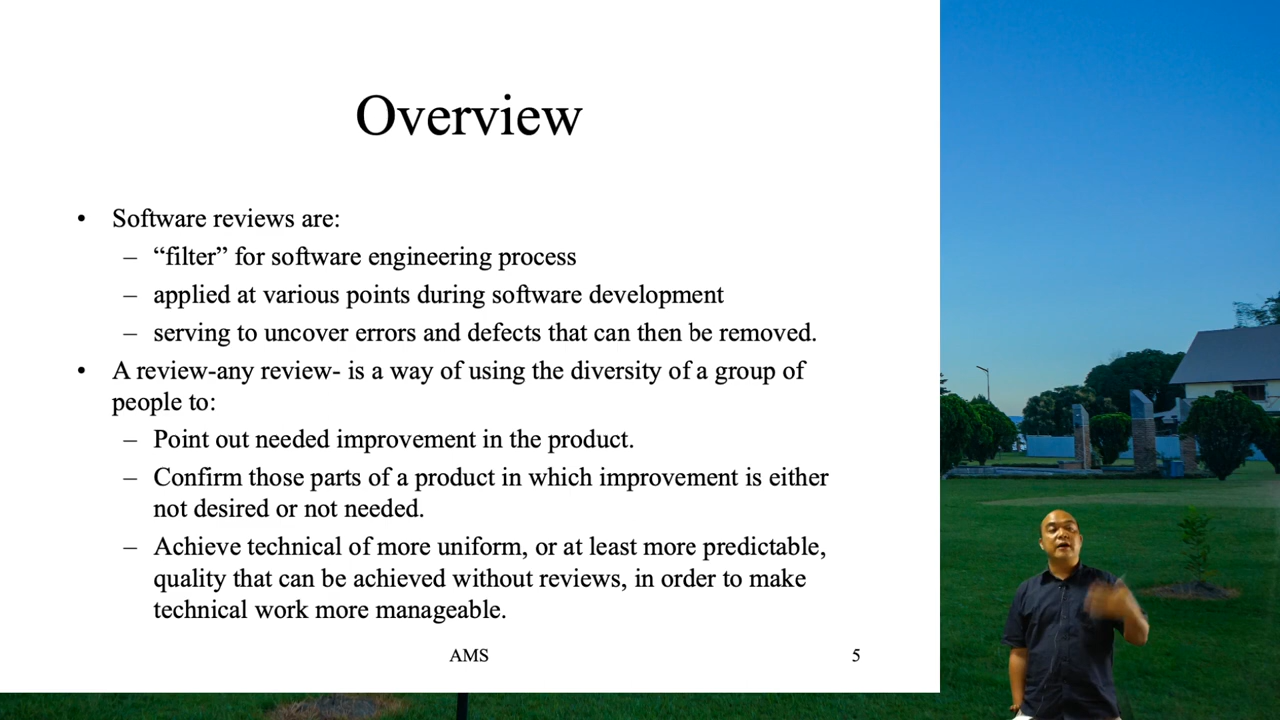 Overview
• Software reviews are:
– “filter” for software engineering process
– applied at various points during software development
– serving to uncover errors and defects that can then be removed.
• A review-any review- is a way of using the diversity of a group of
people to:
– Point out needed improvement in the product.
– Confirm those parts of a product in which improvement is either
not desired or not needed.
– Achieve technical of more uniform, or at least more predictable,
quality that can be achieved without reviews, in order to make
technical work more manageable.
AMS
5